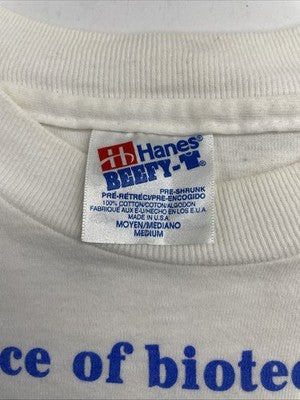 Hanes®
BEEFY-T®
PRE-SHRUNK
PRÉ-RÉTRÉCI/PRE-ENCOGIDO
100% COTTON/COTON/ALGODON
FABRIQUÉ AUX É-U/HECHO EN LOS E.U.A.
MADE IN U.S.A.
MOYEN/MEDIANO
MEDIUM
ce of biotec